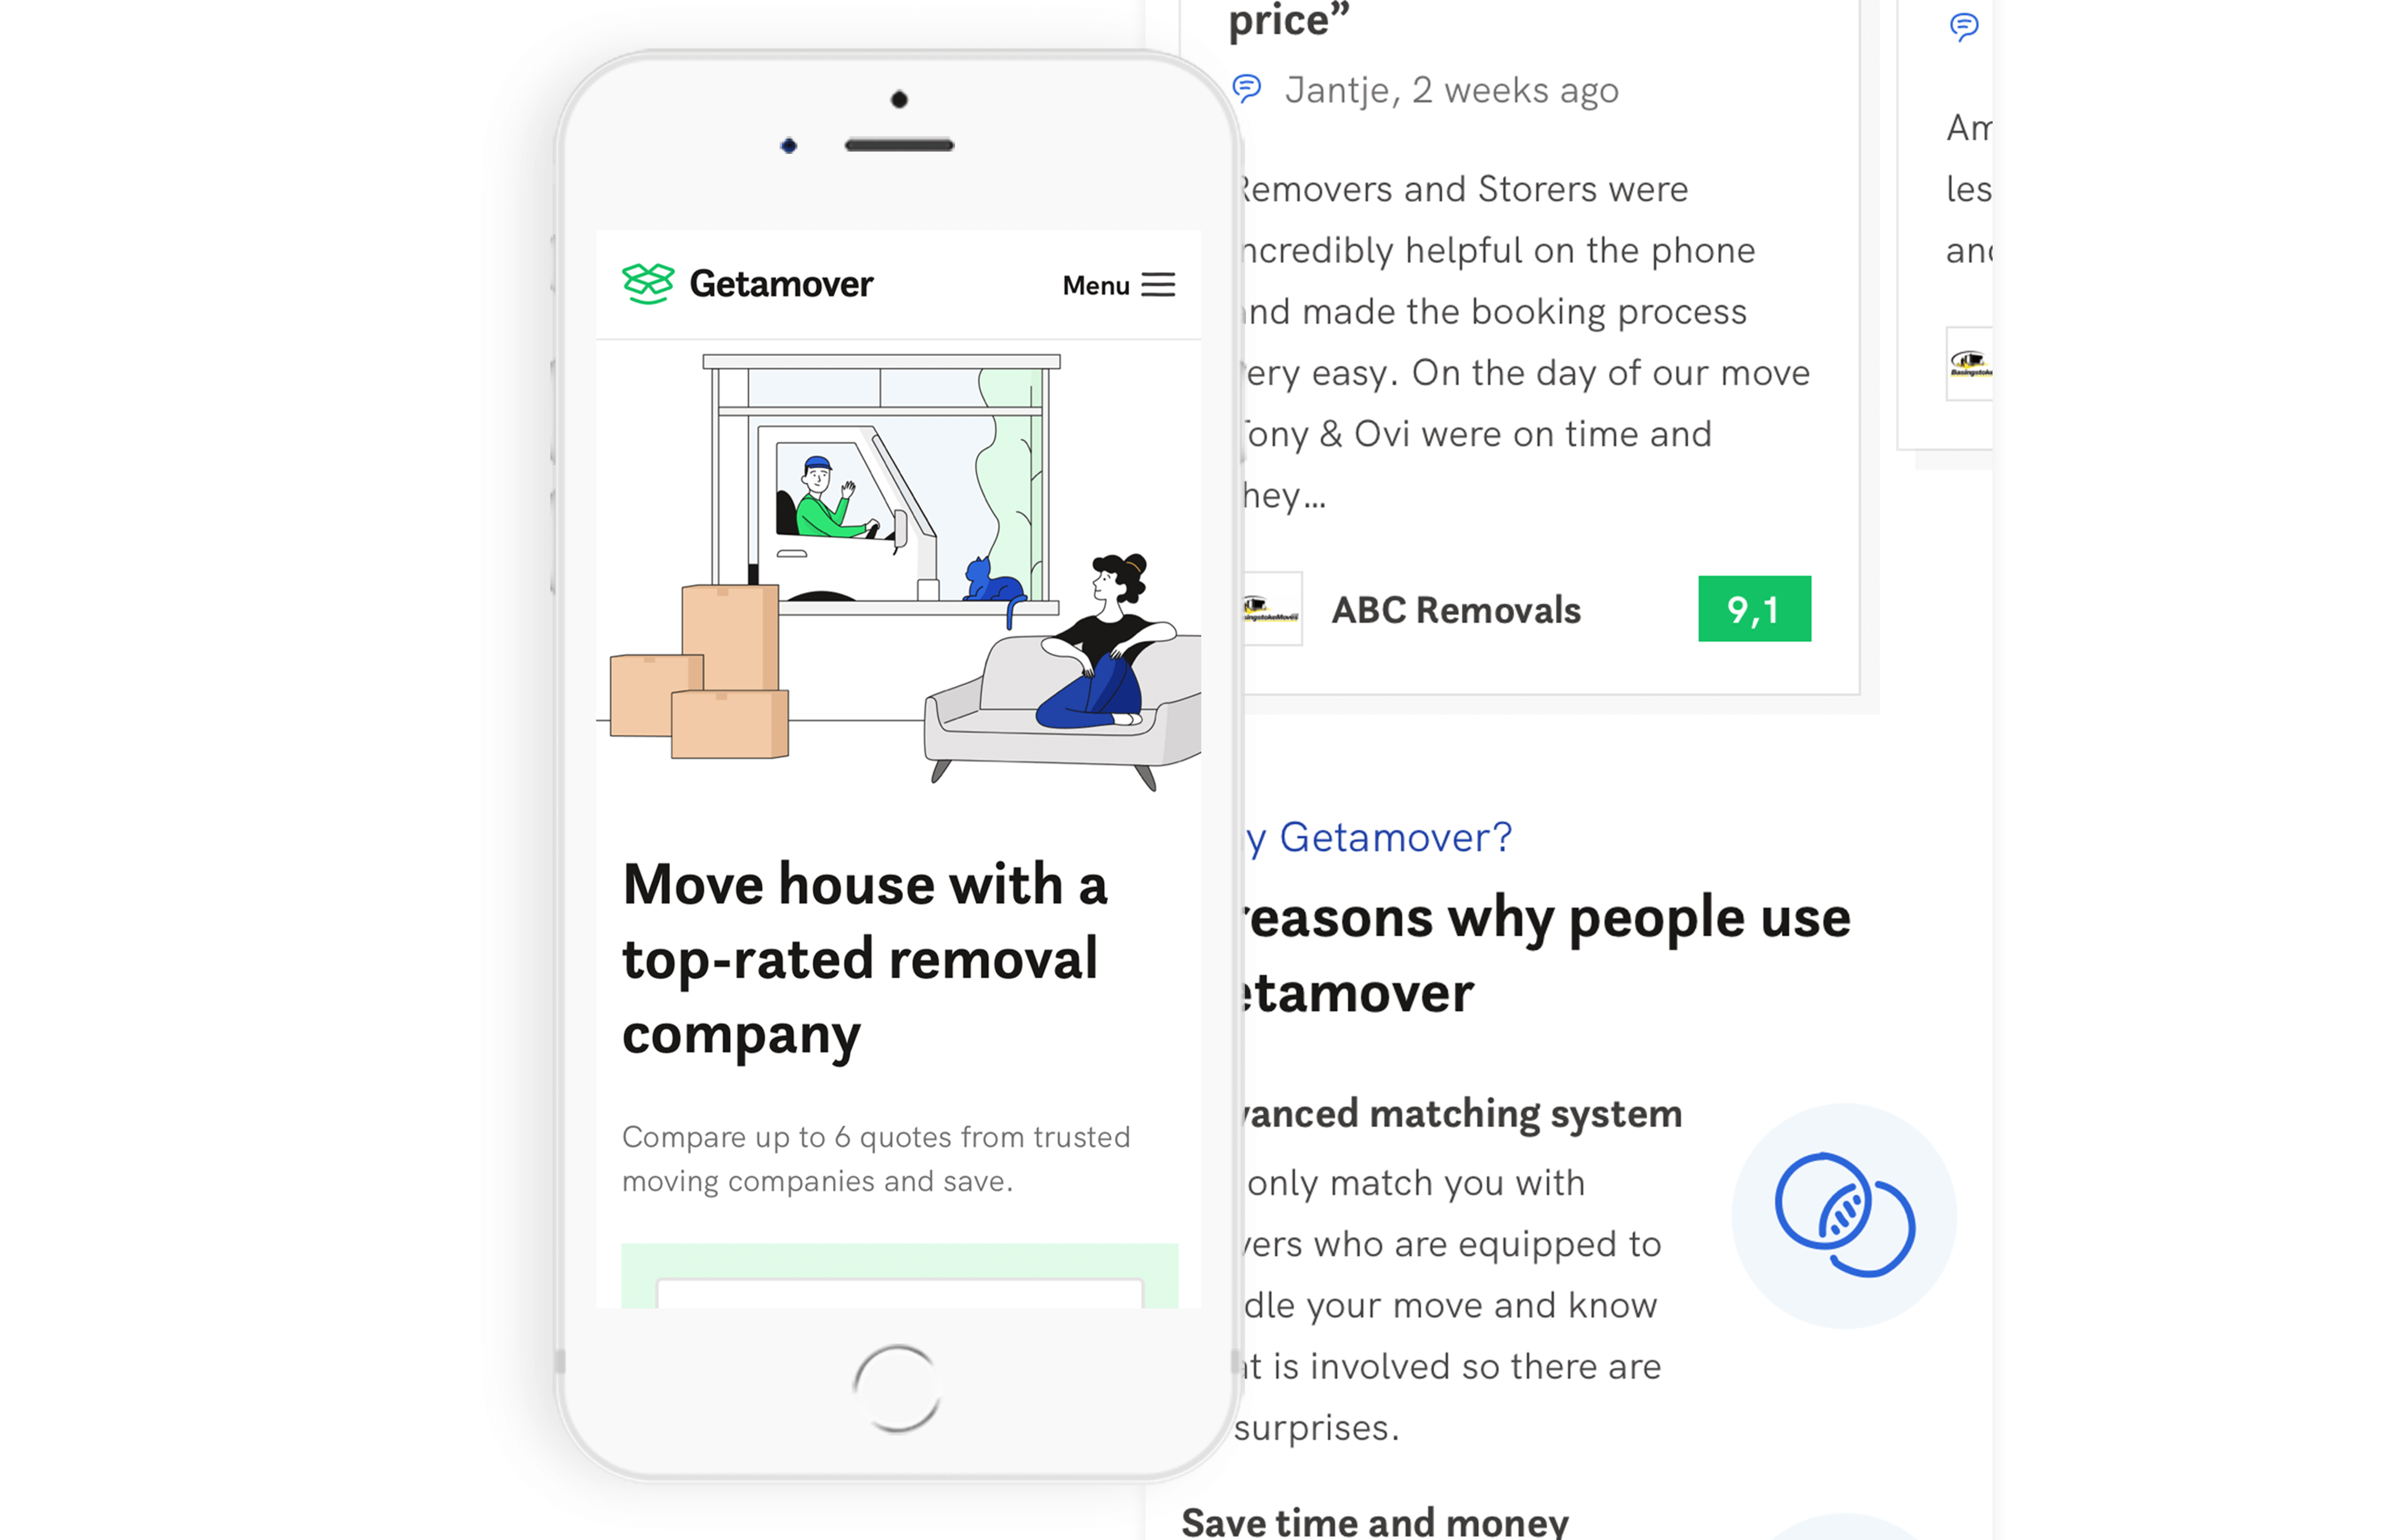 Getamover
Menu
Move house with a
top-rated removal
company
Compare up to 6 quotes from trusted
moving companies and save.
price”
Jantje, 2 weeks ago
Removers and Storers were
incredibly helpful on the phone
and made the booking process
very easy. On the day of our move
Tony & Ovi were on time and
they…
ABC Removals
9,1
y Getamover?
reasons why people use
etamover
vanced matching system
only match you with
vers who are equipped to
dle your move and know
at is involved so there are
surprises.
Save time and money
Am
les
and